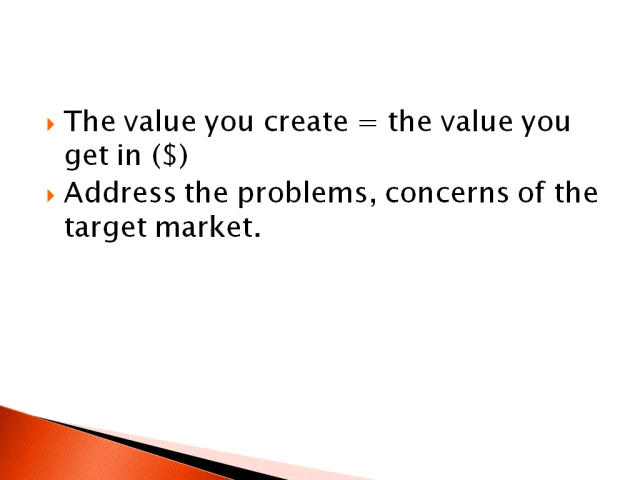 The value you create = the value you
get in ($)
Address the problems, concerns of the
target market.